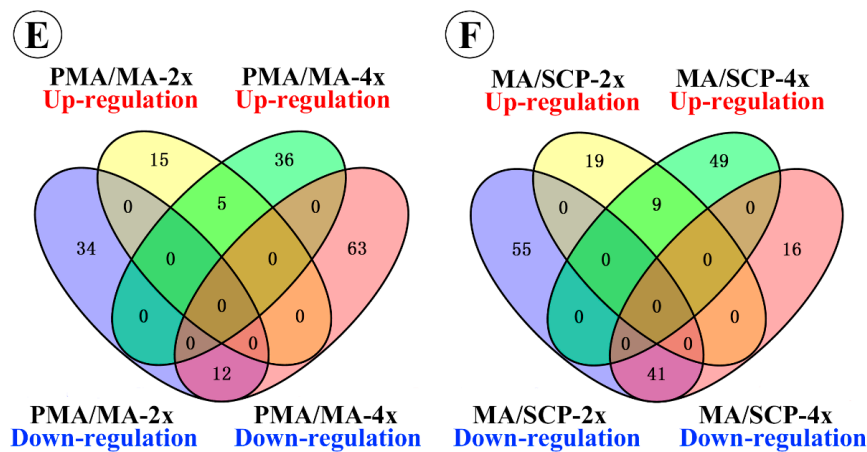 E
F
PMA/MA-2x PMA/MA-4x
Up-regulation Up-regulation
MA/SCP-2x MA/SCP-4x
Up-regulation Up-regulation
15 36
0 5 0
34 63
0 0
0
0 0
0 0
12
19 49
0 9 0
55 16
0 0
0
0 0
0 0
41
PMA/MA-2x PMA/MA-4x
Down-regulation Down-regulation
MA/SCP-2x MA/SCP-4x
Down-regulation Down-regulation